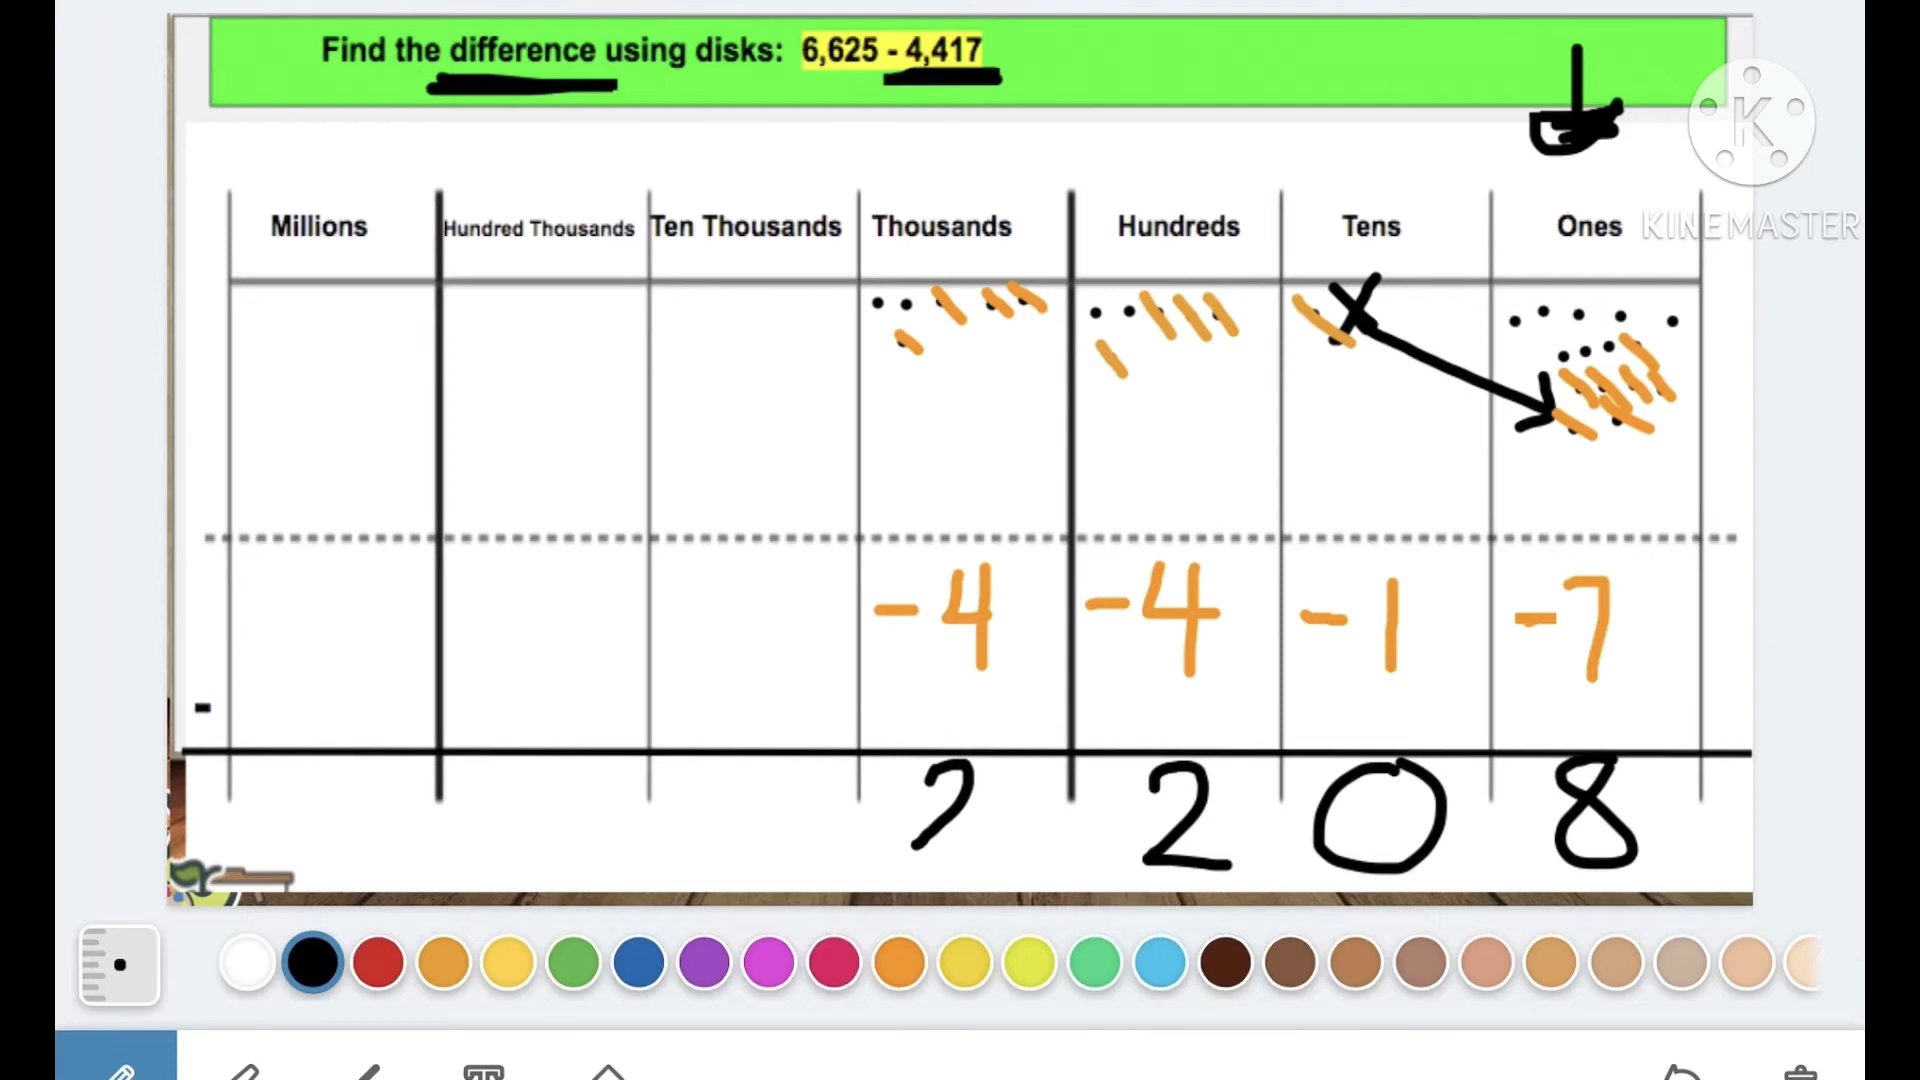 Find the difference using disks: 6,625 - 4,417
K
KINEMASTER
Millions Hundred Thousands Ten Thousands Thousands Hundreds Tens Ones
-4 -4 -1 -7
-
2 2 0 8